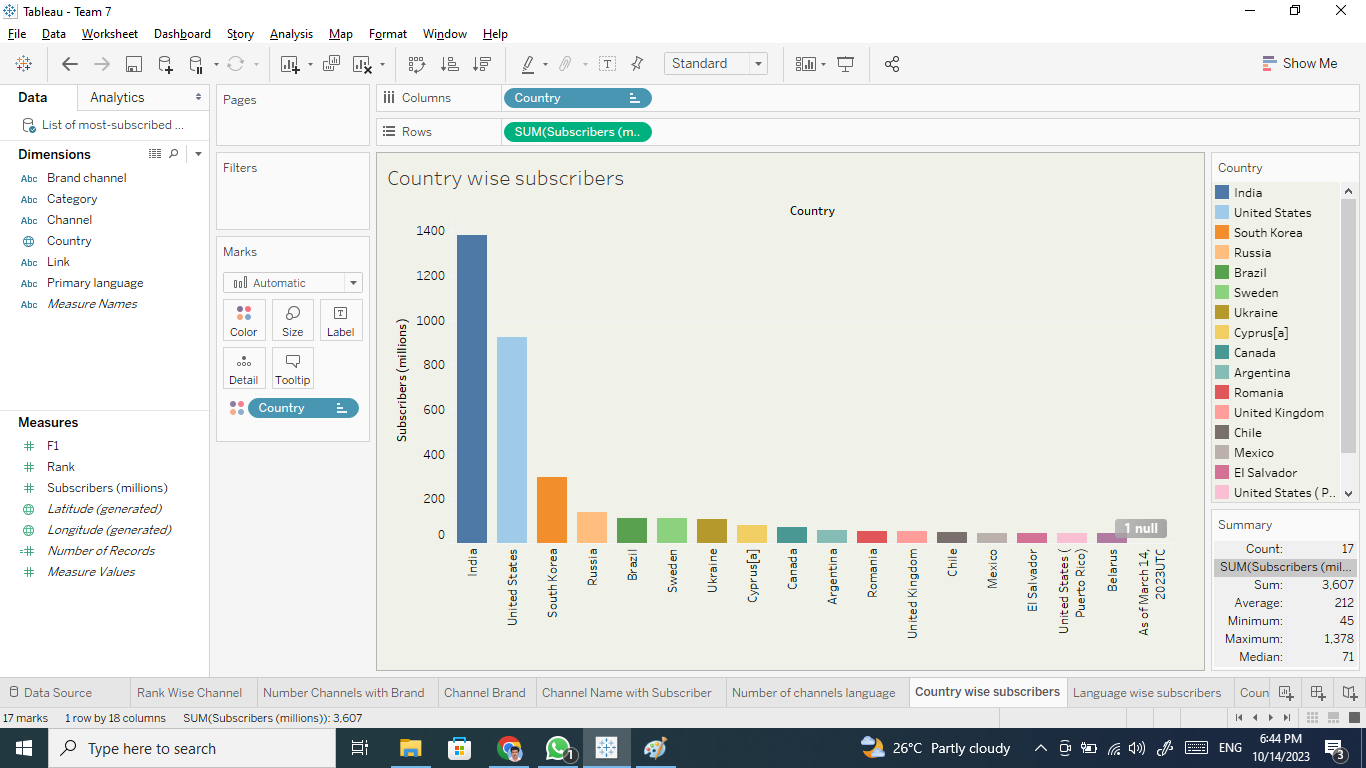 Tableau - Team 7
File Data Worksheet Dashboard Story Analysis Map Format Window Help
Standard
Show Me
Data
Analytics
List of most-subscribed ...
Dimensions
Abc Brand channel
Abc Category
Abc Channel
Country
Abc Link
Abc Primary language
Abc Measure Names
Measures
F1
Rank
Subscribers (millions)
Latitude (generated)
Longitude (generated)
Number of Records
Measure Values
Pages
Filters
Marks
Automatic
Color
Size
Label
Detail
Tooltip
Country
Columns
Country
Rows
SUM(Subscribers (m..
Country wise subscribers
Country
Subscribers (millions)
1400
1200
1000
800
600
400
200
0
1 null
India
United States
South Korea
Russia
Brazil
Sweden
Ukraine
Cyprus[a]
Canada
Argentina
Romania
United Kingdom
Chile
Mexico
El Salvador
United States (
Puerto Rico)
Belarus
As of March 14,
2023UTC
Country
India
United States
South Korea
Russia
Brazil
Sweden
Ukraine
Cyprus[a]
Canada
Argentina
Romania
United Kingdom
Chile
Mexico
El Salvador
United States ( P..
Summary
Count: 17
SUM(Subscribers (mil...
Sum: 3,607
Average: 212
Minimum: 45
Maximum: 1,378
Median: 71
Data Source
Rank Wise Channel
Number Channels with Brand
Channel Brand
Channel Name with Subscriber
Number of channels language
Country wise subscribers
Language wise subscribers
Coun
17 marks
1 row by 18 columns
SUM(Subscribers (millions)): 3,607
Type here to search
1
26°C Partly cloudy
ENG
6:44 PM
10/14/2023
3